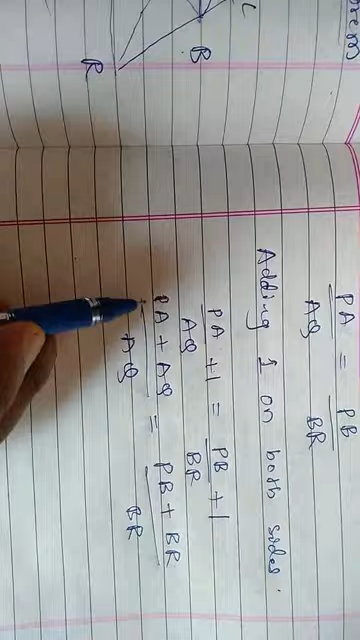 R
B
C
PA/AQ = PB/BR
Adding 1 on both sides.
PA/AQ + 1 = PB/BR + 1
PA + AQ/AQ = PB + BR/BR